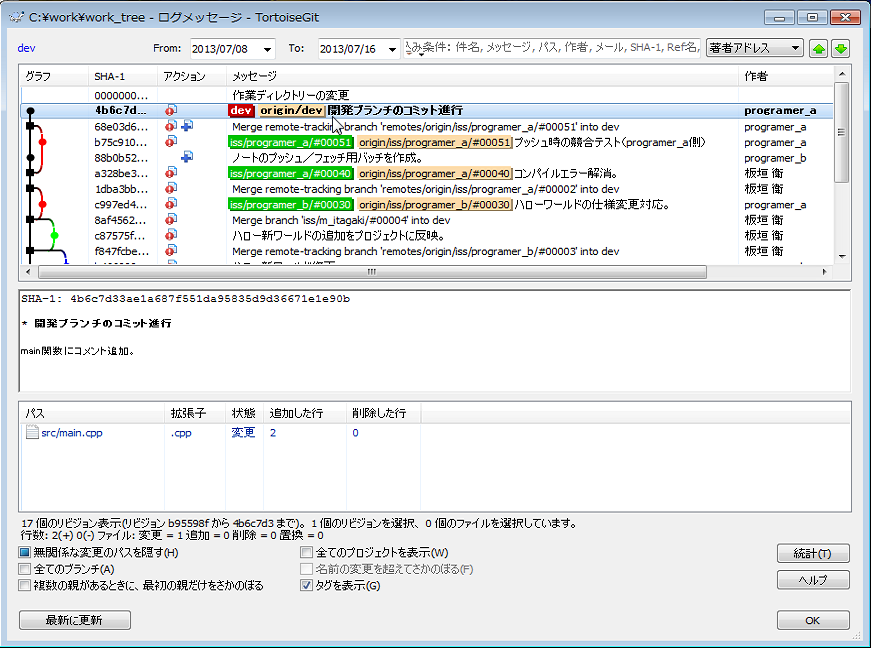 C:¥work¥work_tree - ログメッセージ - TortoiseGit
dev From: 2013/07/08 To: 2013/07/16 込み条件: 件名, メッセージ, パス, 作者, メール, SHA-1, Ref名, 著者アドレス
グラフ SHA-1 アクション メッセージ 作者
0000000... 作業ディレクトリーの変更
4b6c7d... dev origin/dev 開発ブランチのコミット進行 programer_a
68e03d6... Merge remote-tracking branch 'remotes/origin/iss/programer_a/#00051' into dev programer_a
b75c910... iss/programer_a/#00051 origin/iss/programer_a/#00051 プッシュ時の競合テスト(programer_a側) programer_a
88b0b52... ノートのプッシュ／フェッチ用バッチを作成。 programer_b
a328be3... iss/programer_a/#00040 origin/iss/programer_a/#00040 コンパイルエラー解消。 板垣 衛
1dba3bb... Merge remote-tracking branch 'remotes/origin/iss/programer_a/#00002' into dev 板垣 衛
c997ed4... iss/programer_b/#00030 origin/iss/programer_b/#00030 ハローワールドの仕様変更対応。 programer_a
8af4562... Merge branch 'iss/m_itagaki/#00004' into dev 板垣 衛
c87575f... ハロー新ワールドの追加をプロジェクトに反映。 板垣 衛
f847fcbe... Merge remote-tracking branch 'remotes/origin/iss/programer_b/#00003' into dev 板垣 衛
SHA-1: 4b6c7d33ae1a687f551da95835d9d36671e1e90b
* 開発ブランチのコミット進行
main関数にコメント追加。
パス 拡張子 状態 追加した行 削除した行
src/main.cpp .cpp 変更 2 0
17 個のリビジョン表示(リビジョン b95598f から 4b6c7d3 まで)。1 個のリビジョンを選択、0 個のファイルを選択しています。
行数: 2(+) 0(-) ファイル: 変更 = 1 追加 = 0 削除 = 0 置換 = 0
無関係な変更のパスを隠す(H) 全てのプロジェクトを表示(W) 統計(T)
全てのブランチ(A) 名前の変更を超えてさかのぼる(F)
複数の親があるときに、最初の親だけをさかのぼる タグを表示(G) ヘルプ
最新に更新 OK